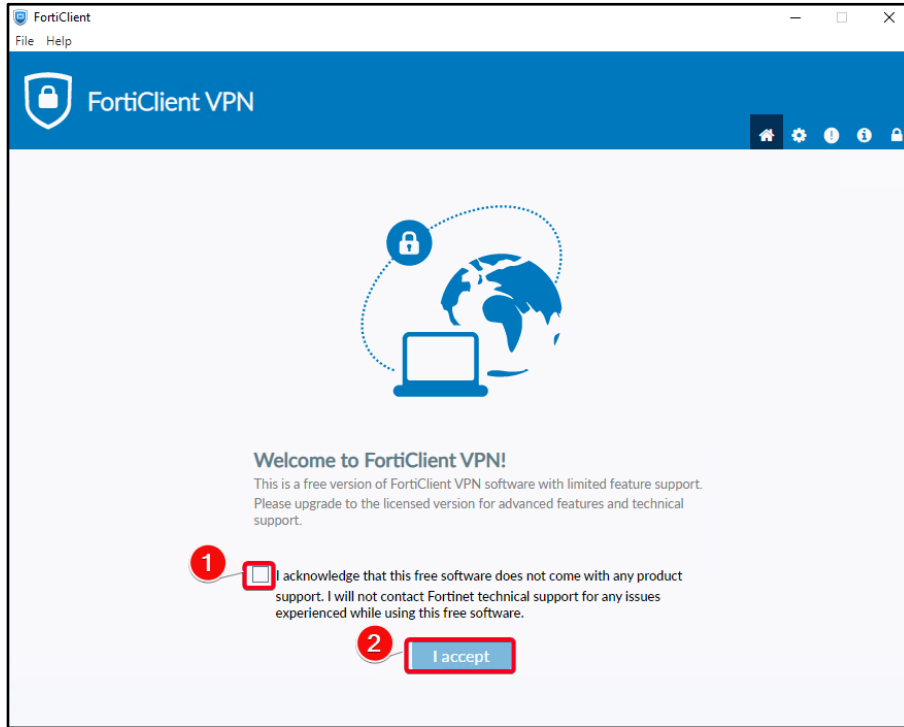 FortiClient
File Help
FortiClient VPN
Welcome to FortiClient VPN!
This is a free version of FortiClient VPN software with limited feature support.
Please upgrade to the licensed version for advanced features and technical
support.
1
I acknowledge that this free software does not come with any product
support. I will not contact Fortinet technical support for any issues
experienced while using this free software.
2
I accept